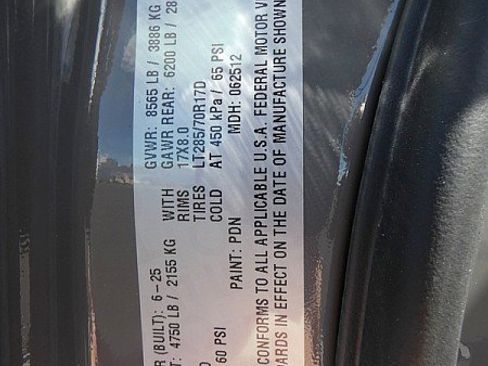 R (BUILT): 6-25 GVWR: 8565 LB / 3886 KG
T: 4750 LB / 2155 KG WITH GAWR REAR: 6200 LB / 28
RIMS 17X8.0
D TIRES LT285/70R17D
60 PSI COLD AT 450 kPa / 65 PSI
PAINT: PDN MDH: 062512
CONFORMS TO ALL APPLICABLE U.S.A. FEDERAL MOTOR VE
ARDS IN EFFECT ON THE DATE OF MANUFACTURE SHOWN